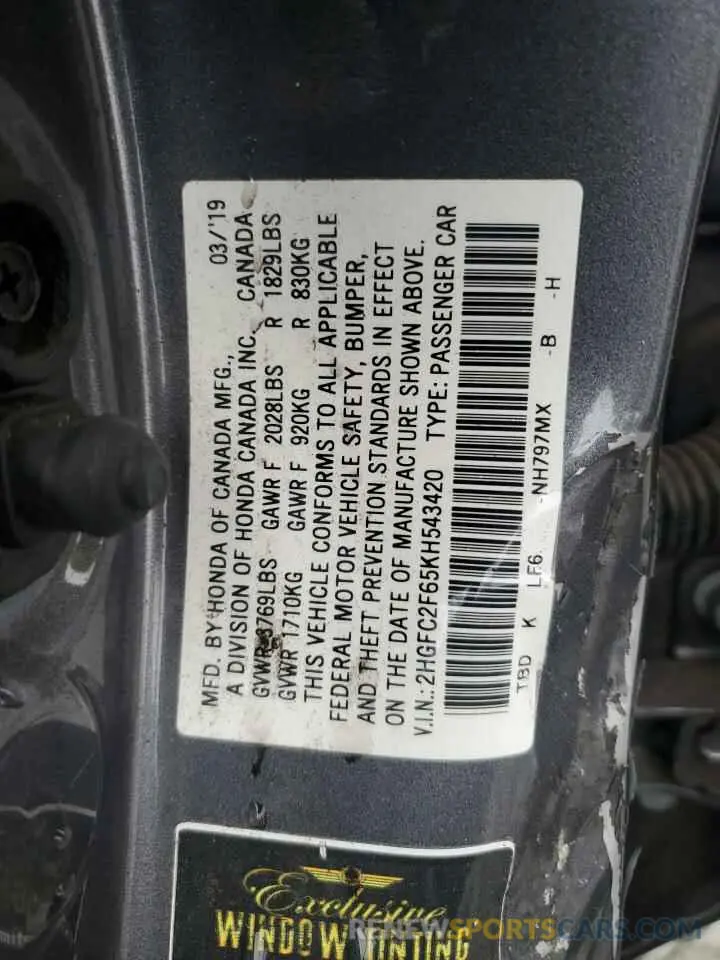 MFD. BY HONDA OF CANADA MFG., 03/'19
A DIVISION OF HONDA CANADA INC. CANADA
GVWR 3769LBS GAWR F 2028LBS R 1829LBS
GVWR 1710KG GAWR F 920KG R 830KG
THIS VEHICLE CONFORMS TO ALL APPLICABLE
FEDERAL MOTOR VEHICLE SAFETY, BUMPER,
AND THEFT PREVENTION STANDARDS IN EFFECT
ON THE DATE OF MANUFACTURE SHOWN ABOVE.
V.I.N.: 2HGFC2F65KH543420 TYPE: PASSENGER CAR
TBD K LF6 -NH797MX -B -H
Exclusive
WINDOW TINTING
RENEWSPORTSCARS.COM